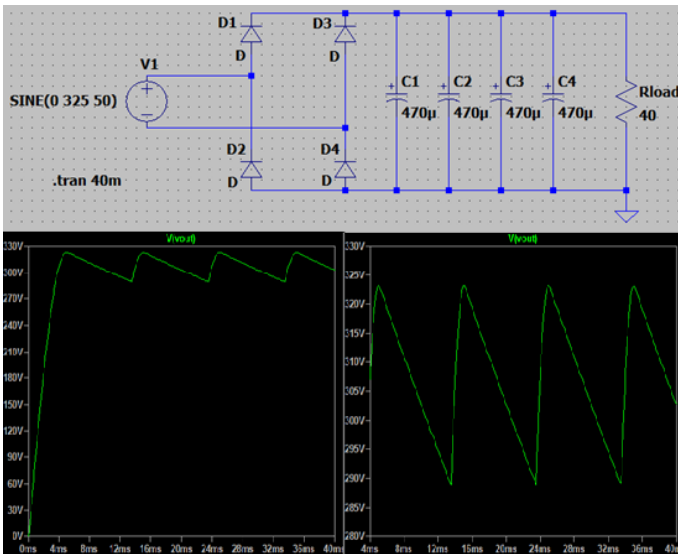 D1
D3
D
D
V1
SINE(0 325 50)
+
−
+
C1
+
C2
+
C3
+
C4
Rload
470µ
470µ
470µ
470µ
40
D2
D4
.tran 40m
D
D
V(vout)
V(vout)
330V
300V
270V
240V
210V
180V
150V
120V
90V
60V
30V
0V
0ms
4ms
8ms
12ms
16ms
20ms
24ms
28ms
32ms
36ms
330V
325V
320V
315V
310V
305V
300V
295V
290V
285V
280V
4ms
8ms
12ms
16ms
20ms
24ms
28ms
32ms
36ms